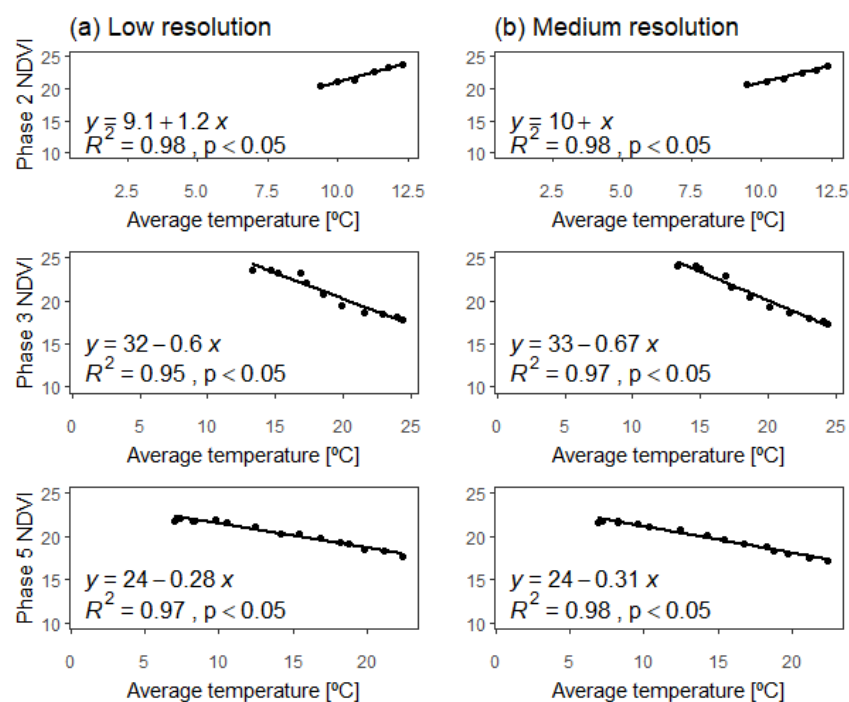 (a) Low resolution
(b) Medium resolution
Phase 2 NDVI
25
20
15
10
y = 9.1 + 1.2 x
R² = 0.98 , p < 0.05
2.5 5.0 7.5 10.0 12.5
Average temperature [ºC]
25
20
15
10
y = 10 + x
R² = 0.98 , p < 0.05
2.5 5.0 7.5 10.0 12.5
Average temperature [ºC]
Phase 3 NDVI
25
20
15
10
y = 32 – 0.6 x
R² = 0.95 , p < 0.05
0 5 10 15 20 25
Average temperature [ºC]
25
20
15
10
y = 33 – 0.67 x
R² = 0.97 , p < 0.05
0 5 10 15 20 25
Average temperature [ºC]
Phase 5 NDVI
25
20
15
10
y = 24 – 0.28 x
R² = 0.97 , p < 0.05
0 5 10 15 20
Average temperature [ºC]
25
20
15
10
y = 24 – 0.31 x
R² = 0.98 , p < 0.05
0 5 10 15 20
Average temperature [ºC]